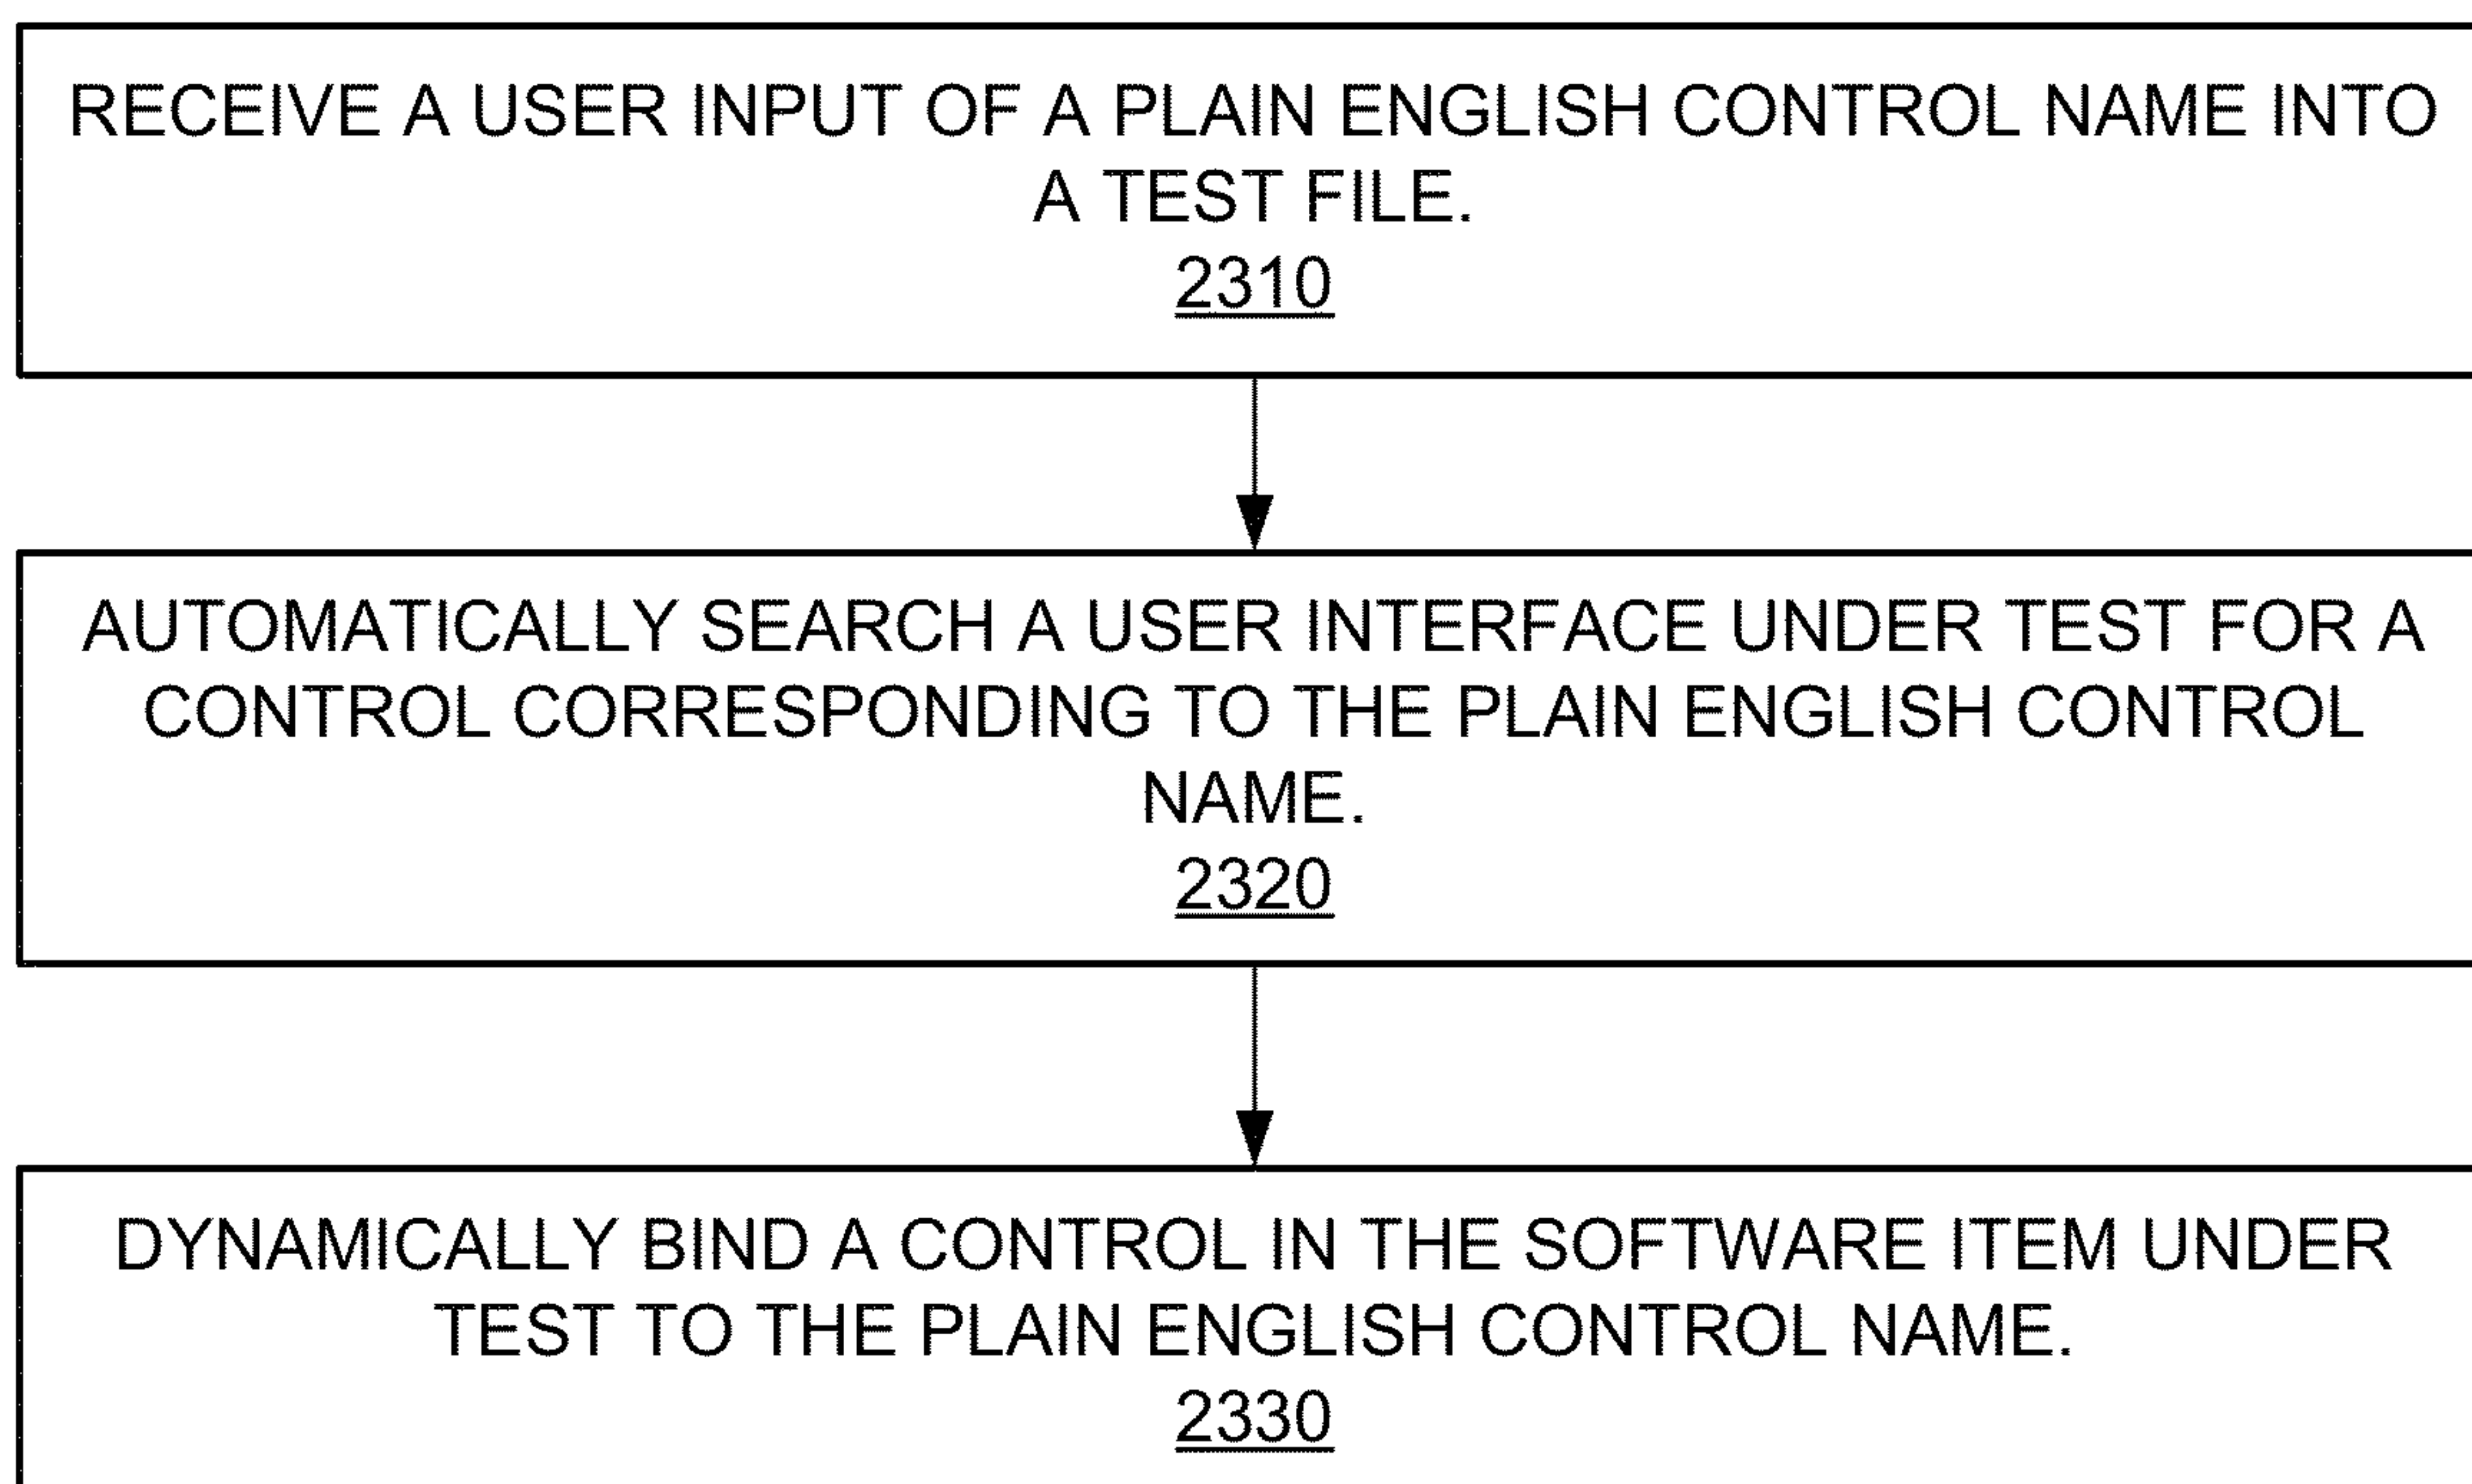 RECEIVE A USER INPUT OF A PLAIN ENGLISH CONTROL NAME INTO
A TEST FILE.
2310
AUTOMATICALLY SEARCH A USER INTERFACE UNDER TEST FOR A
CONTROL CORRESPONDING TO THE PLAIN ENGLISH CONTROL
NAME.
2320
DYNAMICALLY BIND A CONTROL IN THE SOFTWARE ITEM UNDER
TEST TO THE PLAIN ENGLISH CONTROL NAME.
2330